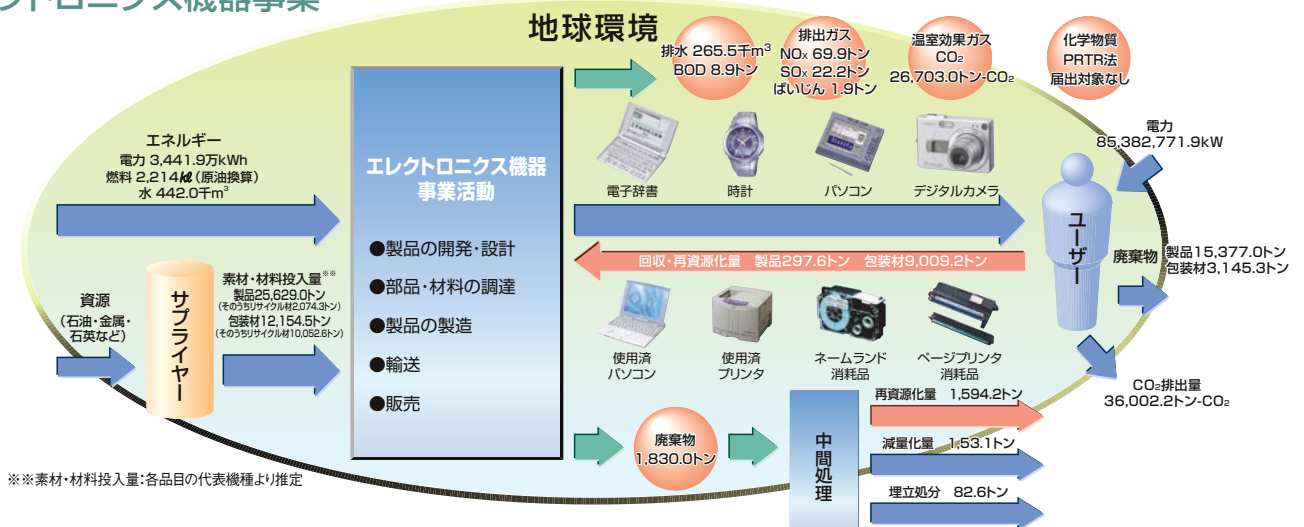 クトロニクス機器事業
地球環境
排水 265.5千m³
BOD 8.9トン
排出ガス
NOx 69.9トン
SOx 22.2トン
ばいじん 1.9トン
温室効果ガス
CO₂
26,703.0トン-CO₂
化学物質
PRTR法
届出対象なし
エネルギー
電力 3,441.9万kWh
燃料 2,214kℓ(原油換算)
水 442.0千m³
エレクトロニクス機器
事業活動
●製品の開発・設計
●部品・材料の調達
●製品の製造
●輸送
●販売
電子辞書
時計
パソコン
デジタルカメラ
電力
85,382,771.9kW
ユーザー
回収・再資源化量 製品297.6トン 包装材9,009.2トン
廃棄物
製品15,377.0トン
包装材3,145.3トン
資源
(石油・金属・
石英など)
サプライヤー
素材・材料投入量※※
製品25,629.0トン
(そのうちリサイクル材2,074.3トン)
包装材12,154.5トン
(そのうちリサイクル材10,052.6トン)
使用済
パソコン
使用済
プリンタ
ネームランド
消耗品
ページプリンタ
消耗品
CO₂排出量
36,002.2トン-CO₂
廃棄物
1,830.0トン
中間処理
再資源化量 1,594.2トン
減量化量 1,53.1トン
埋立処分 82.6トン
※※素材・材料投入量:各品目の代表機種より推定